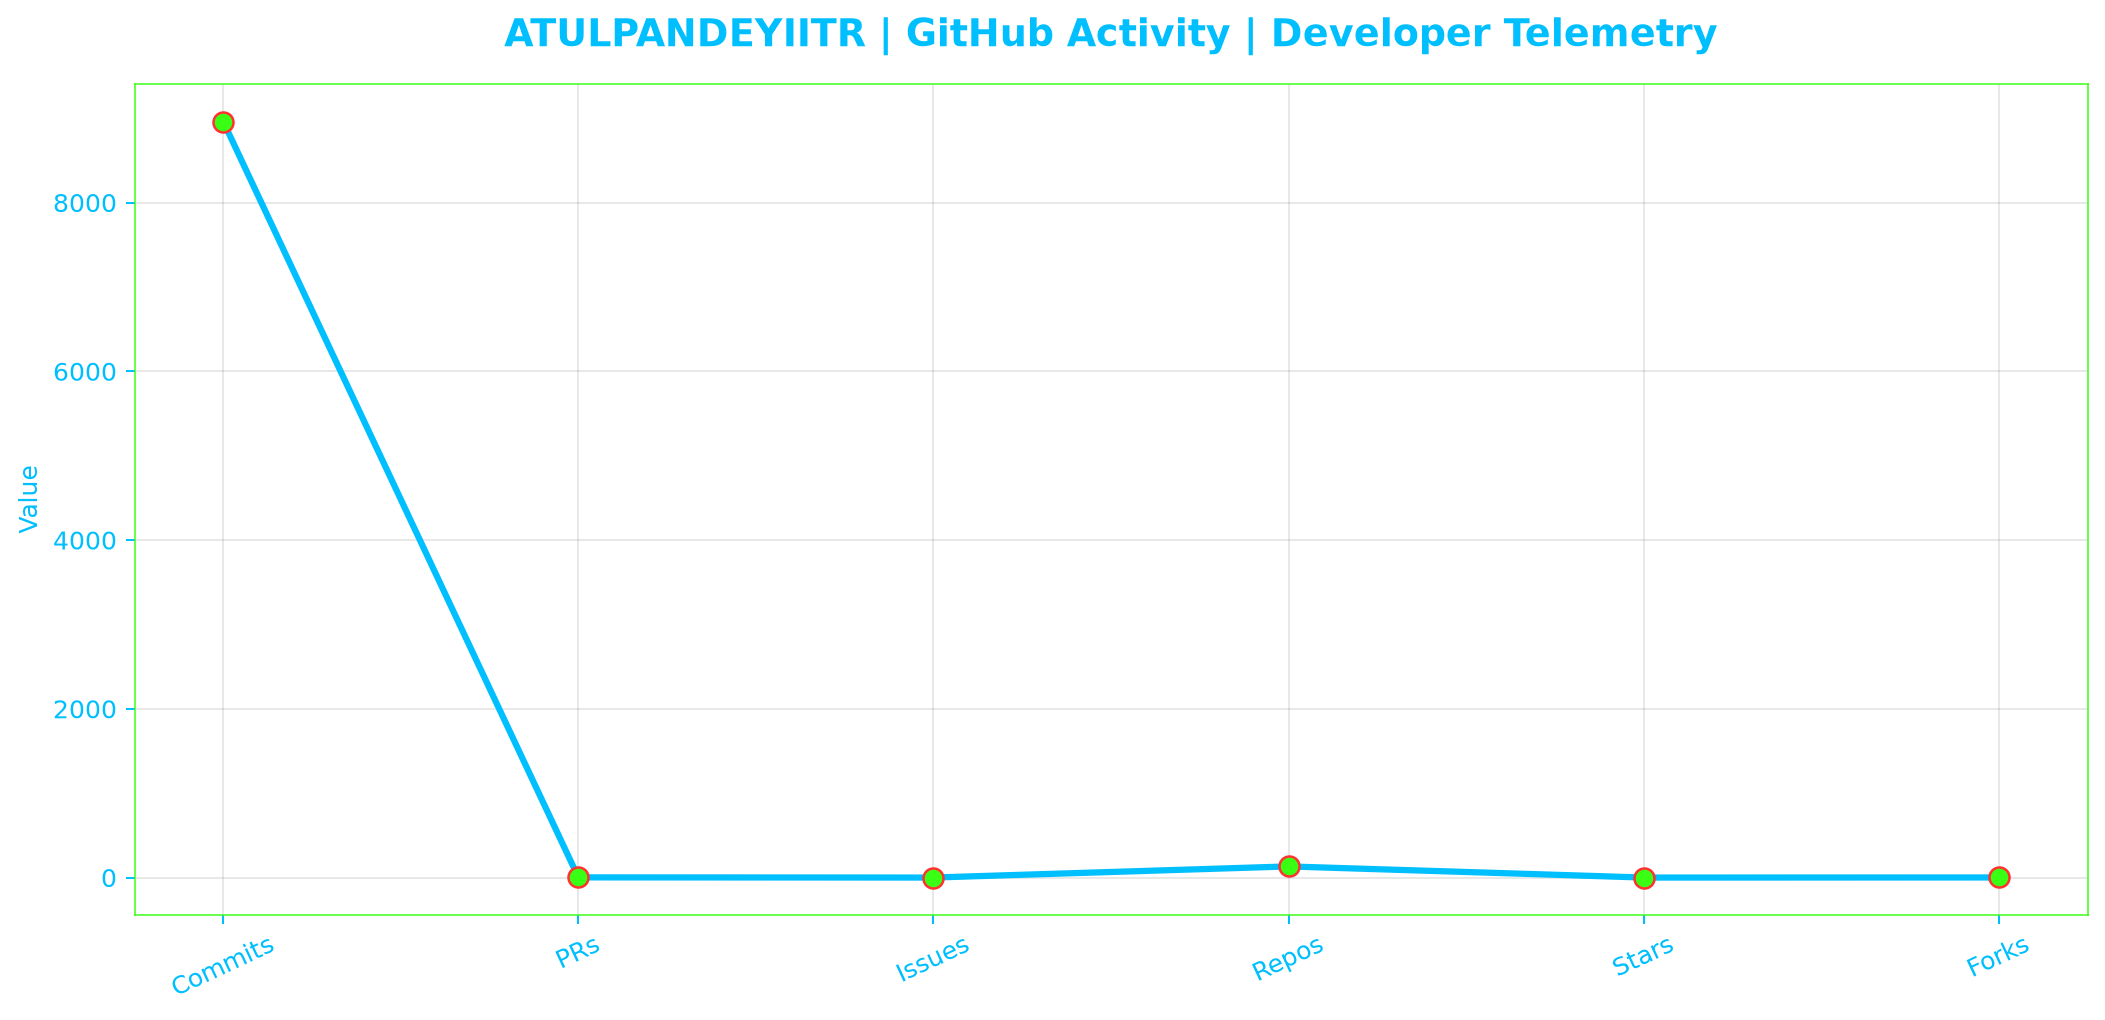 ATULPANDEYIITR | GitHub Activity | Developer Telemetry
Value
8000
6000
4000
2000
0
Commits
PRs
Issues
Repos
Stars
Forks